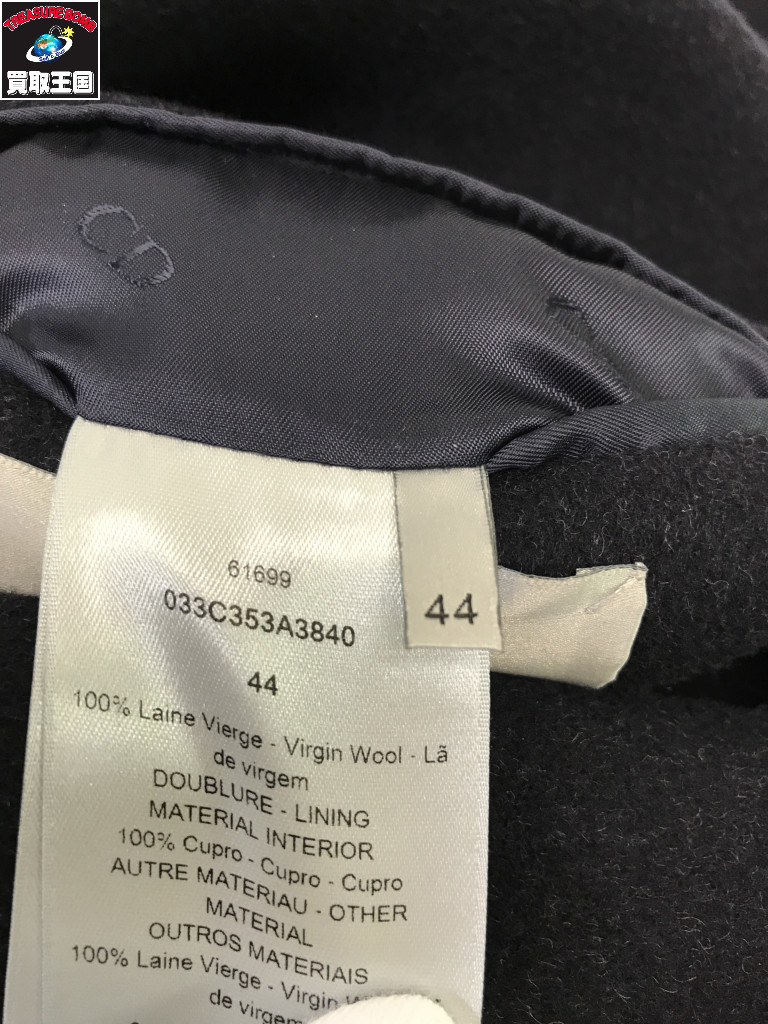 TREASURE BOMB
買取王国
CD
44
61699
033C353A3840
44
100% Laine Vierge - Virgin Wool - Lã
de virgem
DOUBLURE - LINING
MATERIAL INTERIOR
100% Cupro - Cupro - Cupro
AUTRE MATERIAU - OTHER
MATERIAL
OUTROS MATERIAIS
100% Laine Vierge - Virgin
de virgem